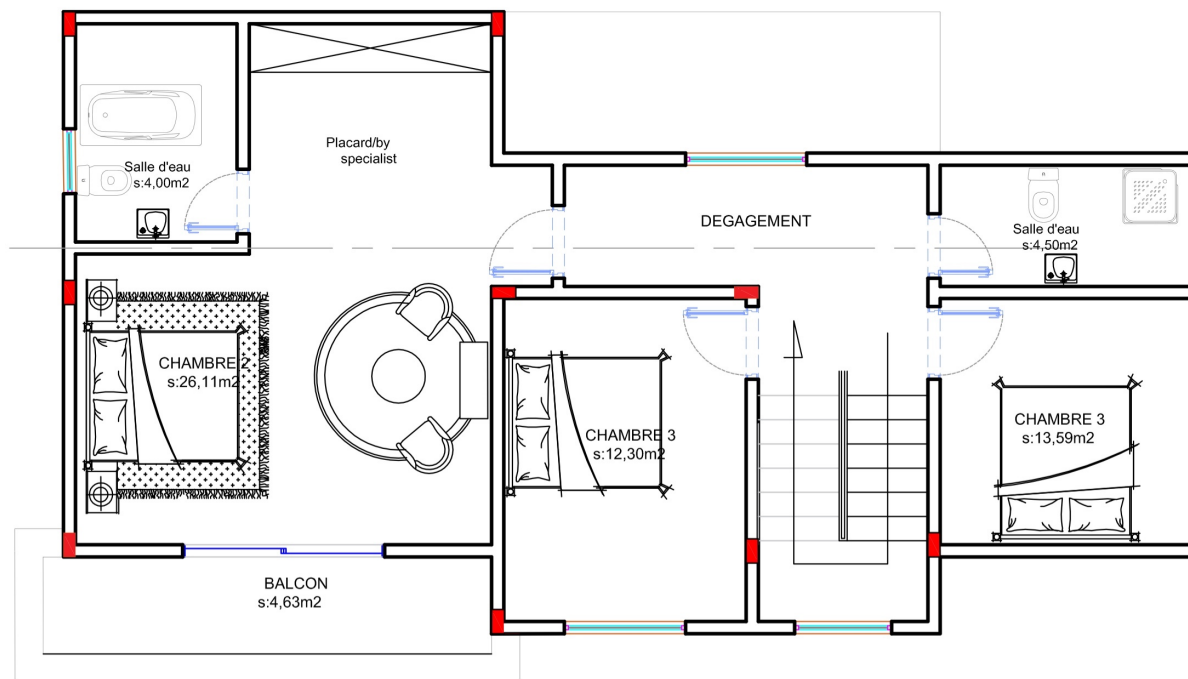 Placard/by
specialist
Salle d'eau
s:4,00m2
DEGAGEMENT
Salle d'eau
s:4,50m2
CHAMBRE 2
s:26,11m2
CHAMBRE 3
s:12,30m2
CHAMBRE 3
s:13,59m2
BALCON
s:4,63m2